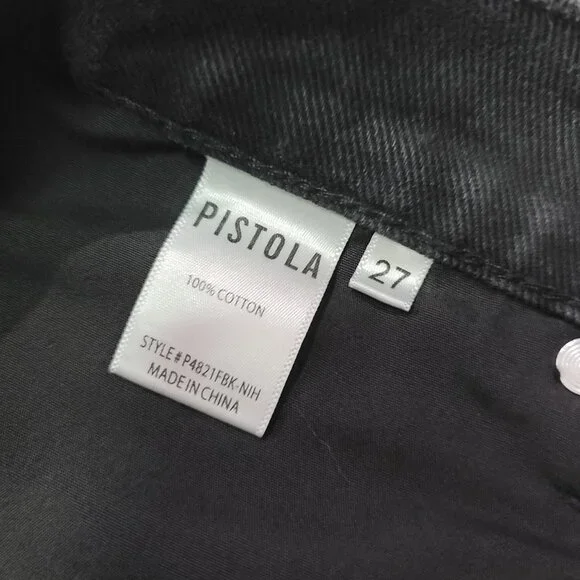 PISTOLA
27
100% COTTON
STYLE# P4821FBK-NIH
MADE IN CHINA